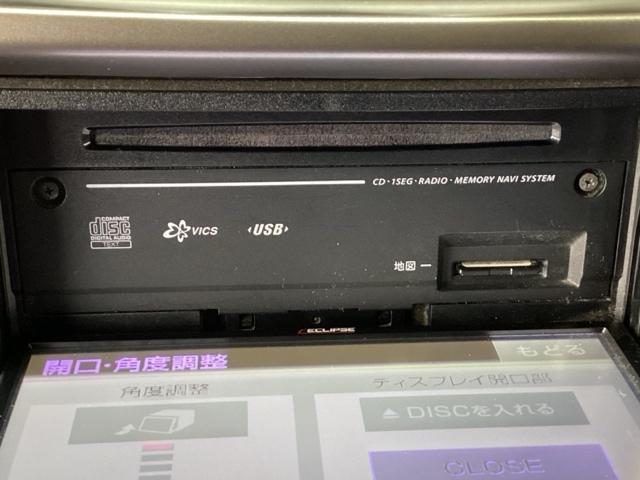 CD・1SEG・RADIO・MEMORY NAVI SYSTEM
COMPACT
disc
DIGITAL AUDIO
TEXT
VICS
USB
地図
ECLIPSE
開口・角度調整
もどる
角度調整
ディスプレイ開口部
▲ DISCを入れる
CLOSE